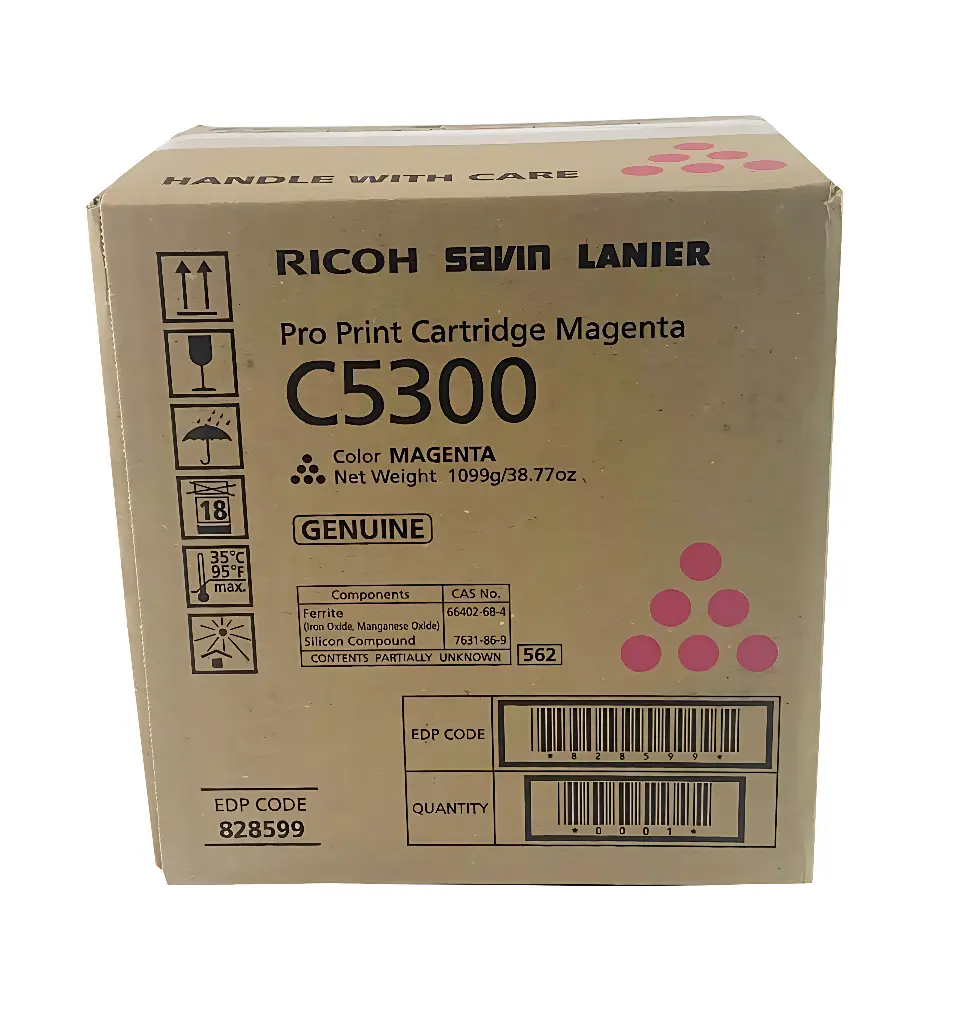 HANDLE WITH CARE
RICOH savin LANIER
Pro Print Cartridge Magenta
C5300
Color MAGENTA
Net Weight 1099g/38.77oz
18
35°C
95°F
max.
GENUINE
Components CAS No.
Ferrite 66402-68-4
(Iron Oxide, Manganese Oxide)
Silicon Compound 7631-86-9
CONTENTS PARTIALLY UNKNOWN 562
EDP CODE
*828599*
QUANTITY
*0001*
EDP CODE
828599